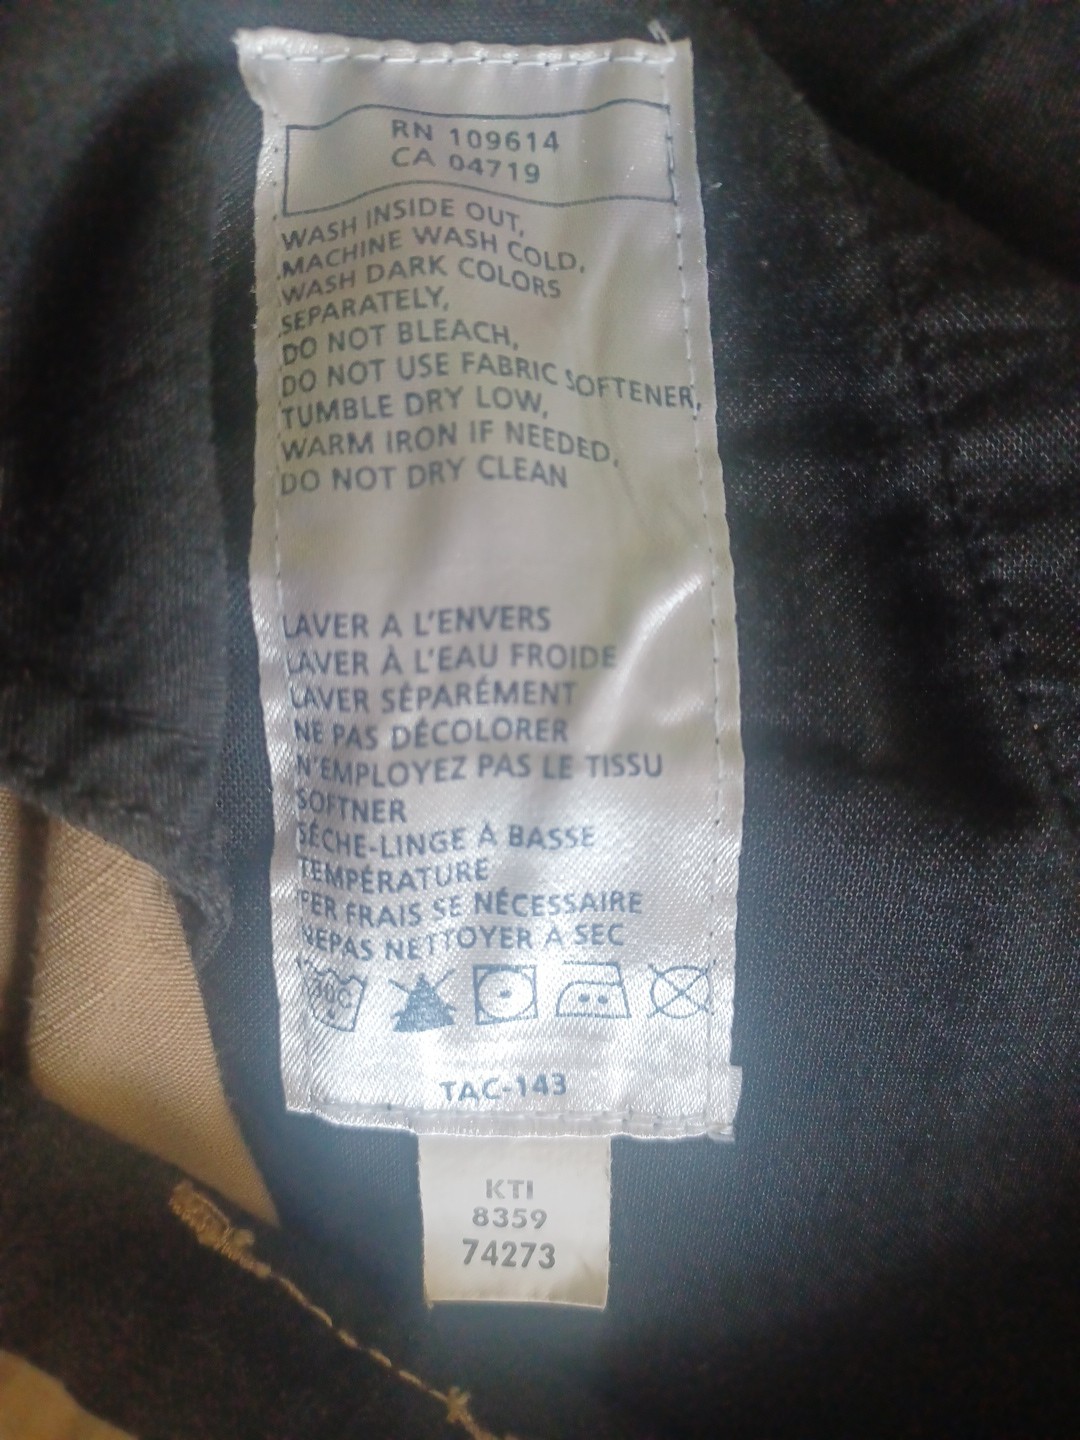 RN 109614
CA 04719
WASH INSIDE OUT,
MACHINE WASH COLD,
WASH DARK COLORS
SEPARATELY,
DO NOT BLEACH,
DO NOT USE FABRIC SOFTENER,
TUMBLE DRY LOW,
WARM IRON IF NEEDED,
DO NOT DRY CLEAN
LAVER A L'ENVERS
LAVER À L'EAU FROIDE
LAVER SÉPARÉMENT
NE PAS DÉCOLORER
N'EMPLOYEZ PAS LE TISSU
SOFTNER
SÉCHE-LINGE À BASSE
TEMPÉRATURE
FER FRAIS SE NÉCESSAIRE
NEPAS NETTOYER A SEC
30C
TAC-143
KTI
8359
74273